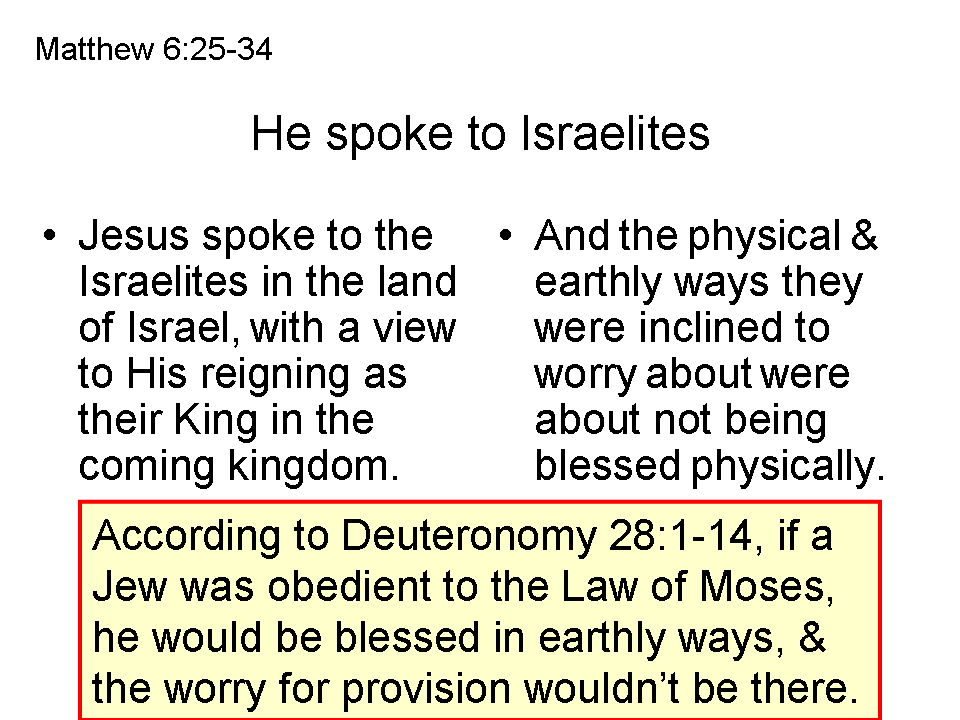 Matthew 6:25-34
He spoke to Israelites
• Jesus spoke to the
Israelites in the land
of Israel, with a view
to His reigning as
their King in the
coming kingdom.
• And the physical &
earthly ways they
were inclined to
worry about were
about not being
blessed physically.
According to Deuteronomy 28:1-14, if a
Jew was obedient to the Law of Moses,
he would be blessed in earthly ways, &
the worry for provision wouldn't be there.